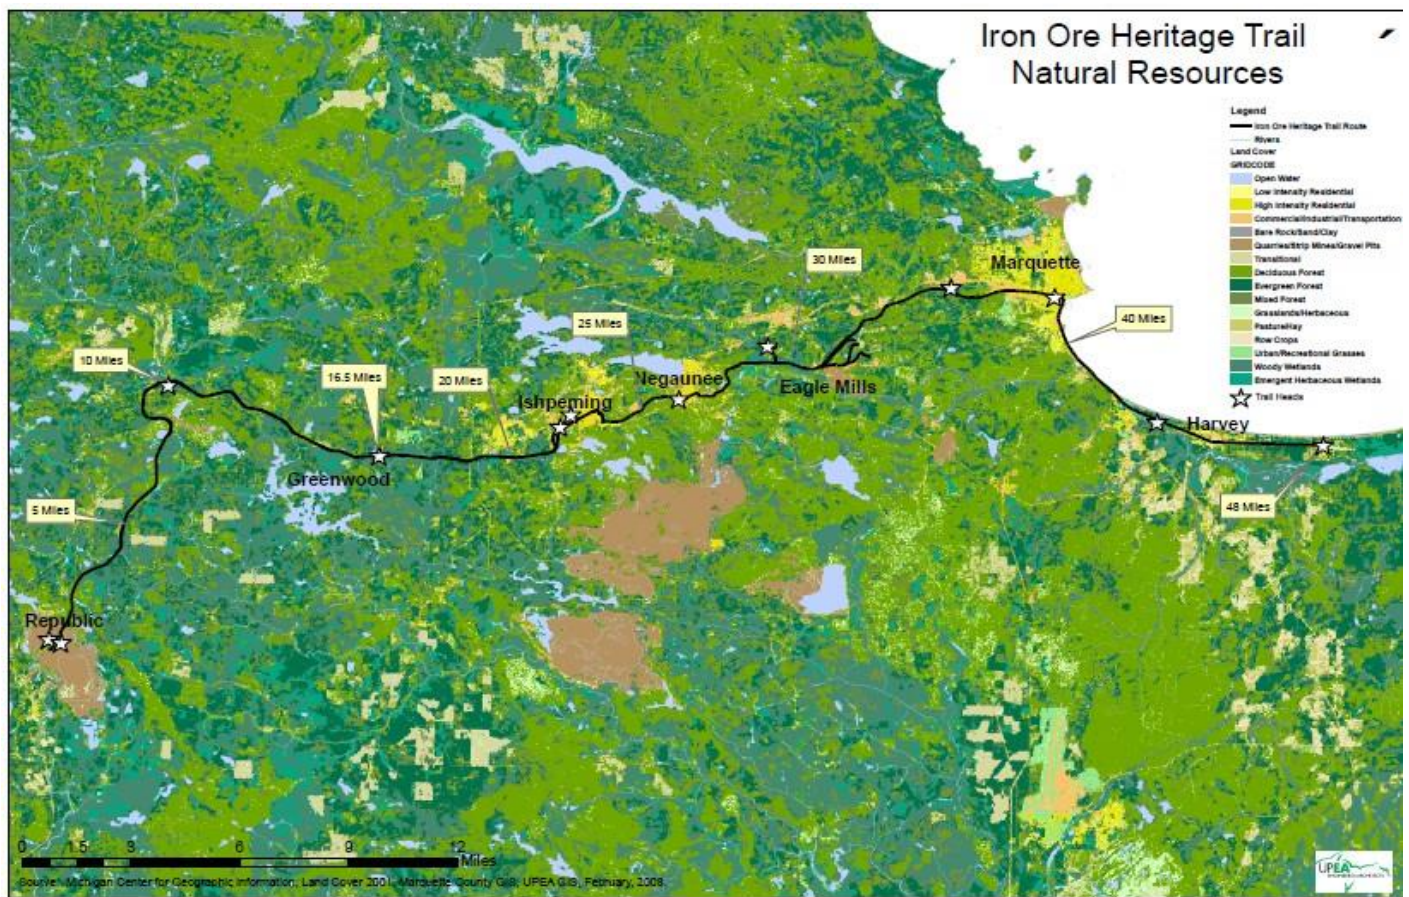 Iron Ore Heritage Trail
Natural Resources
Legend
Iron Ore Heritage Trail Route
Rivers
Land Cover
GRIDCODE
Open Water
Low Intensity Residential
High Intensity Residential
Commercial/Industrial/Transportation
Bare Rock/Sand/Clay
Quarries/Strip Mines/Gravel Pits
Transitional
Deciduous Forest
Evergreen Forest
Mixed Forest
Grasslands/Herbaceous
Pasture/Hay
Row Crops
Urban/Recreational Grasses
Woody Wetlands
Emergent Herbaceous Wetlands
Trail Heads
30 Miles
Marquette
25 Miles
40 Miles
10 Miles
16.5 Miles
20 Miles
Negaunee
Eagle Mills
Ishpeming
Harvey
Greenwood
5 Miles
48 Miles
Republic
0 1.5 3 6 9 12
Miles
Source: Michigan Center for Geographic Information, Land Cover 2001, Marquette County GIS, UPEA GIS, February, 2008.
UPEA